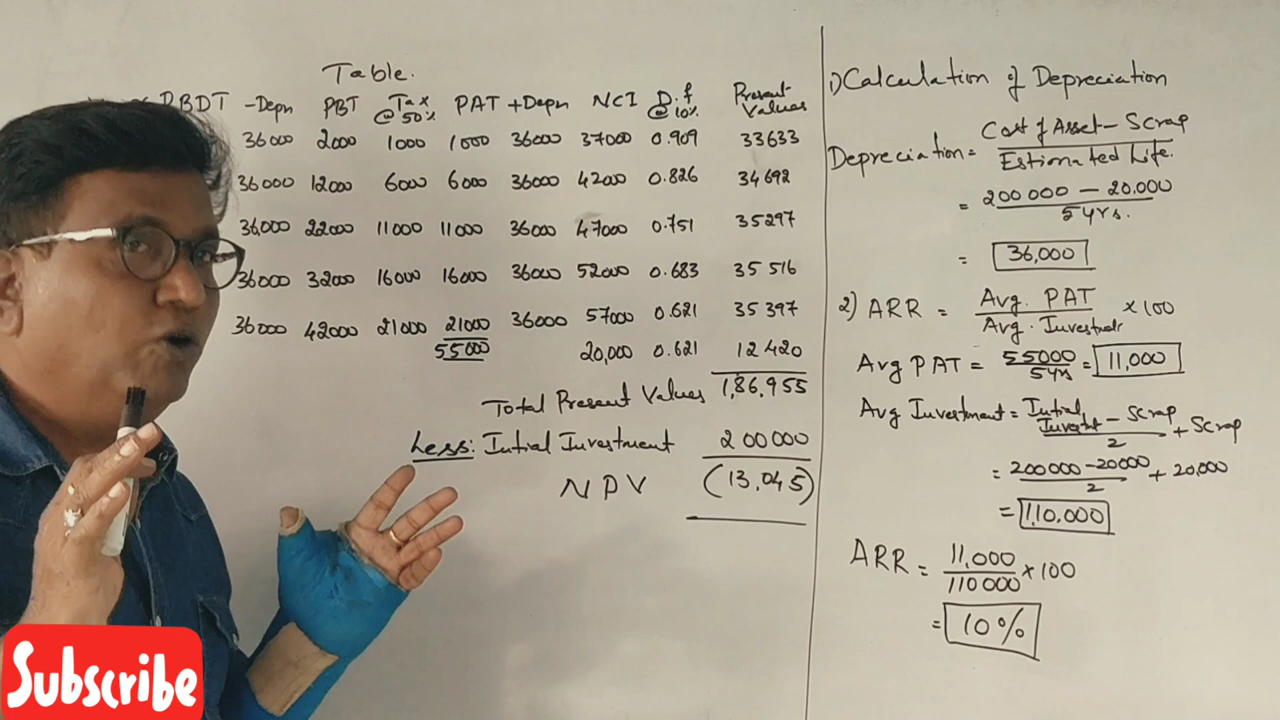 Table.
PBDT -Depn PBT Tax @ 50% PAT +Depn NCI D.f @ 10% Present Values
36000 2000 1000 1000 36000 37000 0.909 33633
36000 12000 6000 6000 36000 42000 0.826 34692
36,000 22000 11000 11000 36000 47000 0.751 35297
36000 32000 16000 16000 36000 52000 0.683 35516
36000 42000 21000 21000 36000 57000 0.621 35397
55000 20,000 0.621 12420
Total Present Values 1,86,955
Less: Intial Investment 200000
NPV (13,045)
1) Calculation of Depreciation
Depreciation = Cost of Asset - Scrap
Estimated Life.
= 200000 - 20,000
5 yrs.
= 36,000
2) ARR = Avg. PAT
Avg. Investment × 100
Avg PAT = 55000
5 yrs = 11,000
Avg Investment = Intial
Invest - Scrap + Scrap
2
= 200000-20000 + 20,000
2
= 1,10,000
ARR = 11,000 × 100
110000
= 10%
Subscribe